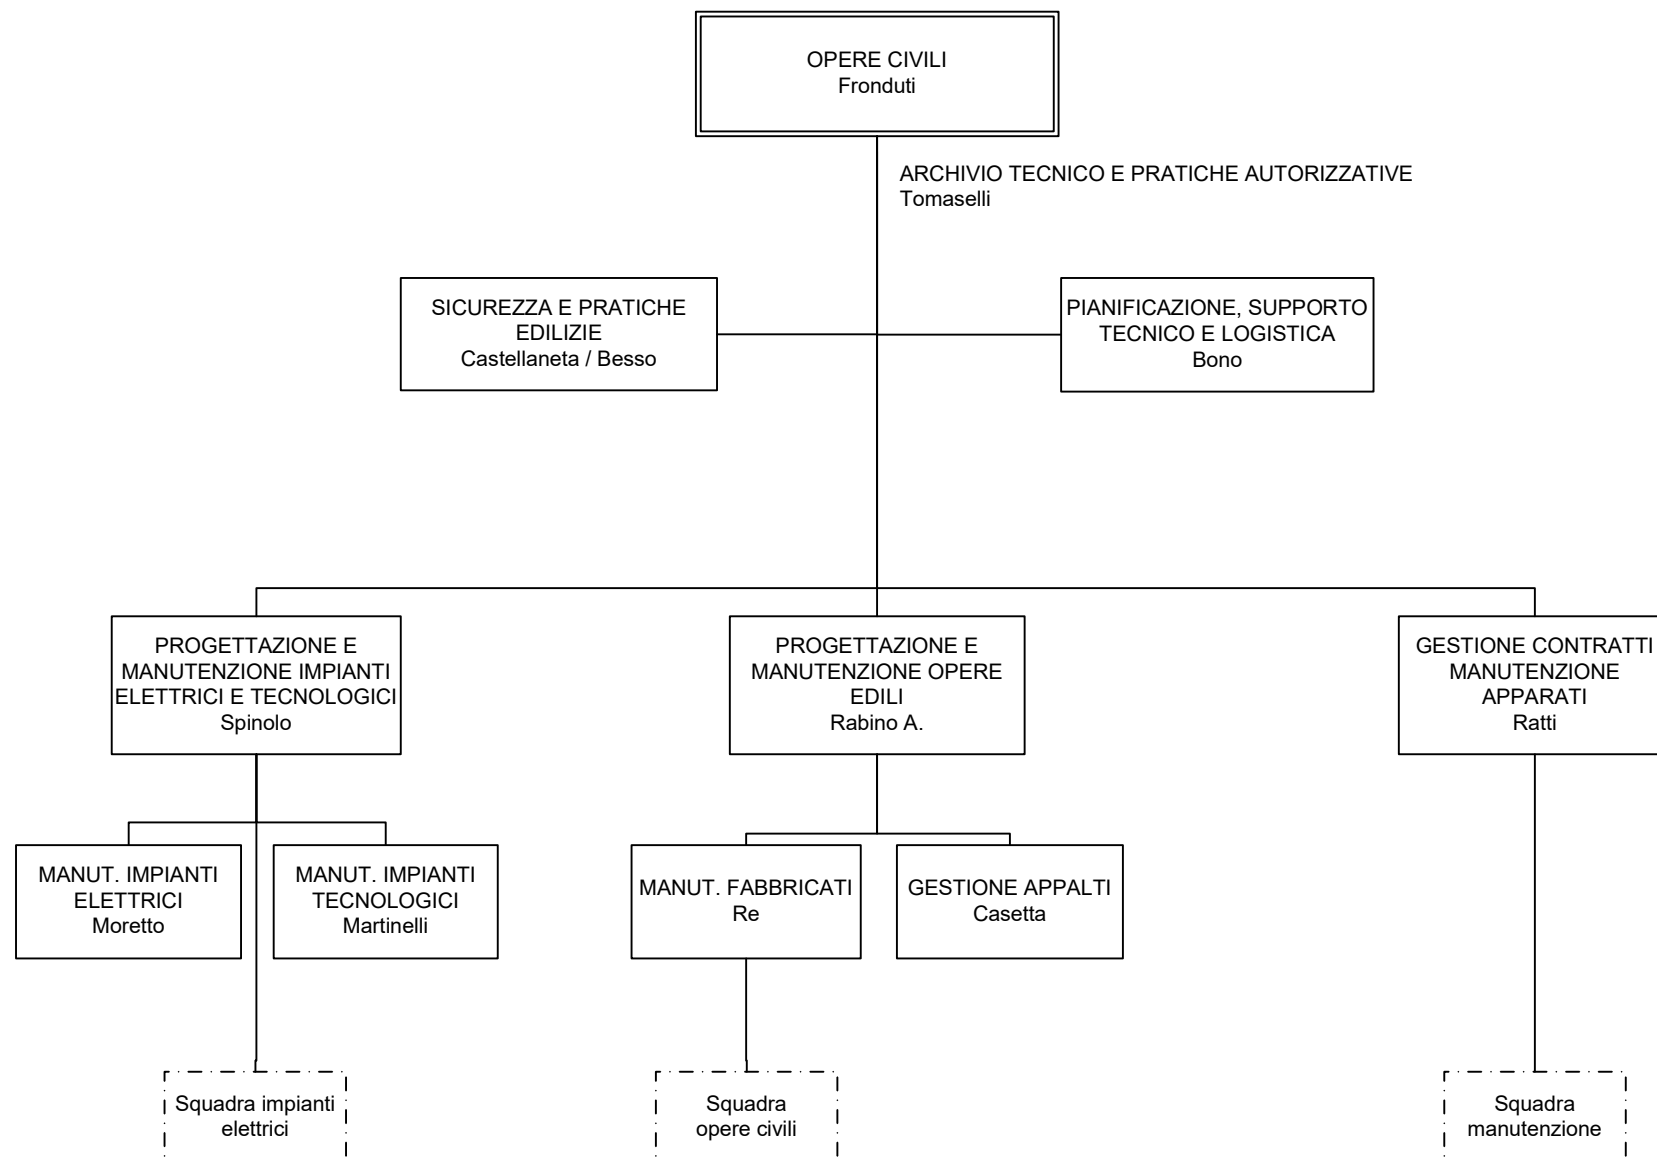 OPERE CIVILI
Fronduti
ARCHIVIO TECNICO E PRATICHE AUTORIZZATIVE
Tomaselli
SICUREZZA E PRATICHE
EDILIZIE
Castellaneta / Besso
PIANIFICAZIONE, SUPPORTO
TECNICO E LOGISTICA
Bono
PROGETTAZIONE E
MANUTENZIONE IMPIANTI
ELETTRICI E TECNOLOGICI
Spinolo
PROGETTAZIONE E
MANUTENZIONE OPERE
EDILI
Rabino A.
GESTIONE CONTRATTI
MANUTENZIONE
APPARATI
Ratti
MANUT. IMPIANTI
ELETTRICI
Moretto
MANUT. IMPIANTI
TECNOLOGICI
Martinelli
MANUT. FABBRICATI
Re
GESTIONE APPALTI
Casetta
Squadra impianti
elettrici
Squadra
opere civili
Squadra
manutenzione